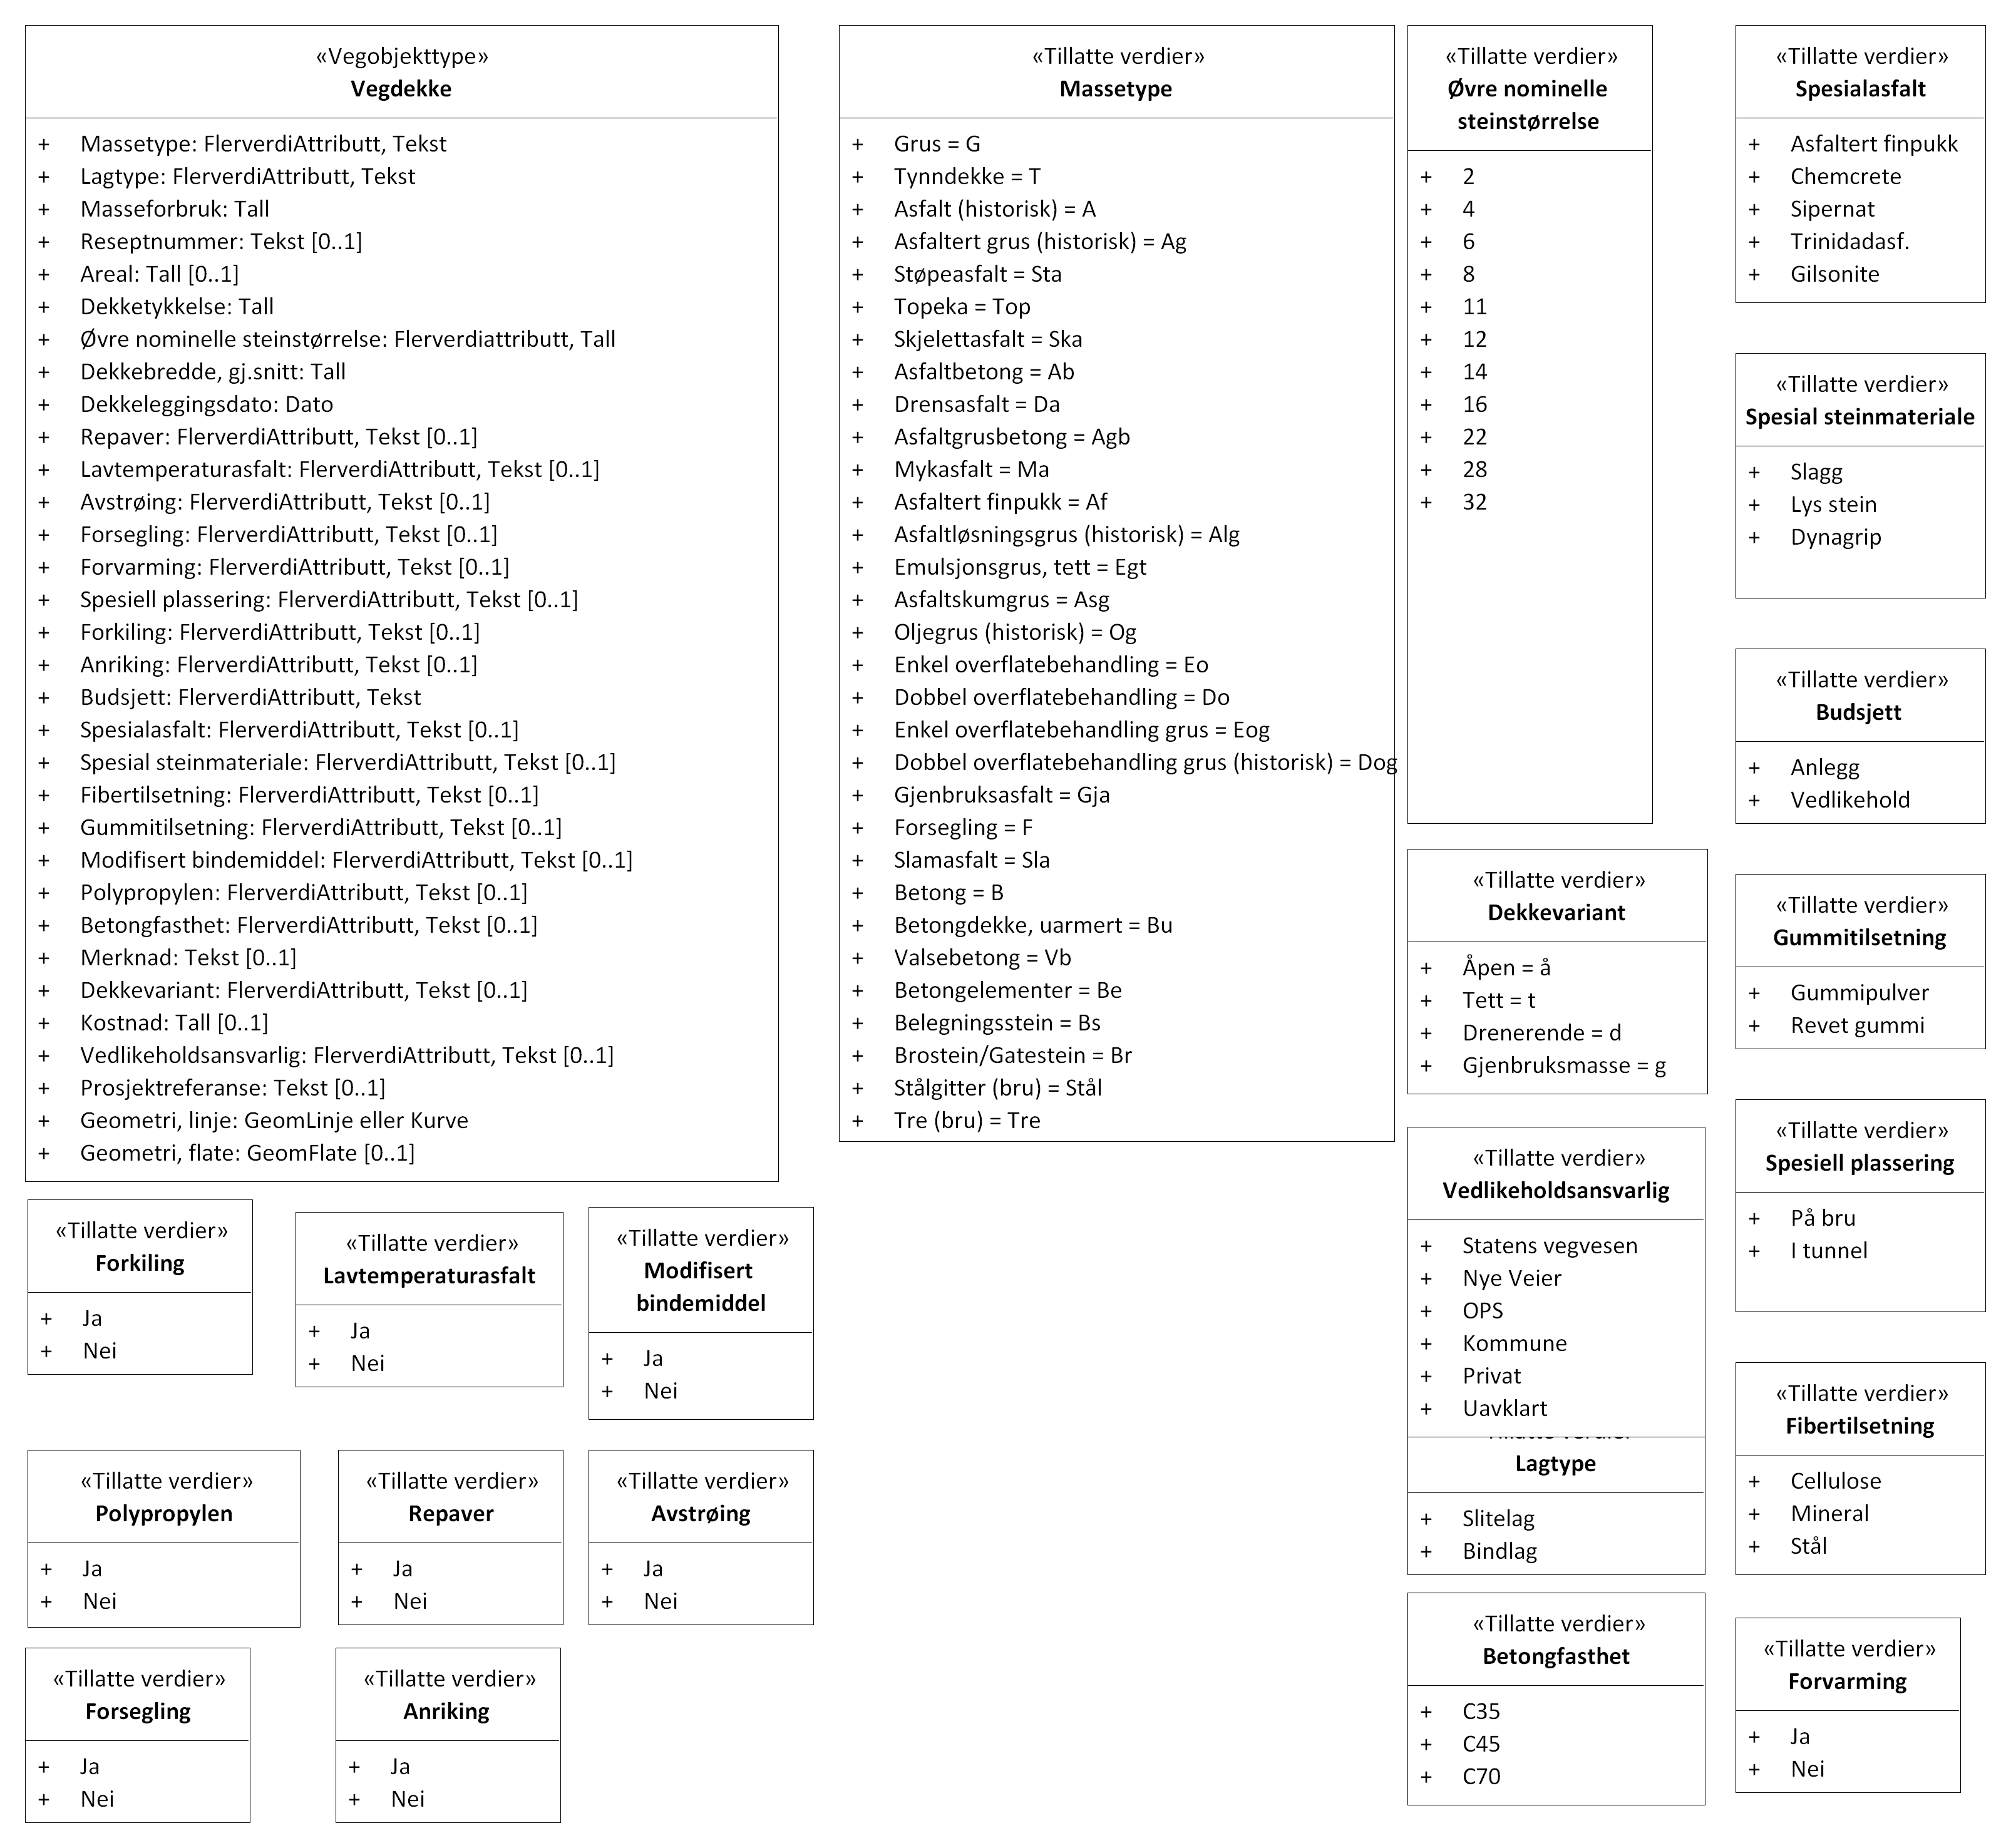 «Vegobjekttype»
Vegdekke
+ Massetype: FlerverdiAttributt, Tekst
+ Lagtype: FlerverdiAttributt, Tekst
+ Masseforbruk: Tall
+ Reseptnummer: Tekst [0..1]
+ Areal: Tall [0..1]
+ Dekketykkelse: Tall
+ Øvre nominelle steinstørrelse: Flerverdiattributt, Tall
+ Dekkebredde, gj.snitt: Tall
+ Dekkeleggingsdato: Dato
+ Repaver: FlerverdiAttributt, Tekst [0..1]
+ Lavtemperaturasfalt: FlerverdiAttributt, Tekst [0..1]
+ Avstrøing: FlerverdiAttributt, Tekst [0..1]
+ Forsegling: FlerverdiAttributt, Tekst [0..1]
+ Forvarming: FlerverdiAttributt, Tekst [0..1]
+ Spesiell plassering: FlerverdiAttributt, Tekst [0..1]
+ Forkiling: FlerverdiAttributt, Tekst [0..1]
+ Anriking: FlerverdiAttributt, Tekst [0..1]
+ Budsjett: FlerverdiAttributt, Tekst
+ Spesialasfalt: FlerverdiAttributt, Tekst [0..1]
+ Spesial steinmateriale: FlerverdiAttributt, Tekst [0..1]
+ Fibertilsetning: FlerverdiAttributt, Tekst [0..1]
+ Gummitilsetning: FlerverdiAttributt, Tekst [0..1]
+ Modifisert bindemiddel: FlerverdiAttributt, Tekst [0..1]
+ Polypropylen: FlerverdiAttributt, Tekst [0..1]
+ Betongfasthet: FlerverdiAttributt, Tekst [0..1]
+ Merknad: Tekst [0..1]
+ Dekkevariant: FlerverdiAttributt, Tekst [0..1]
+ Kostnad: Tall [0..1]
+ Vedlikeholdsansvarlig: FlerverdiAttributt, Tekst [0..1]
+ Prosjektreferanse: Tekst [0..1]
+ Geometri, linje: GeomLinje eller Kurve
+ Geometri, flate: GeomFlate [0..1]
«Tillatte verdier»
Massetype
+ Grus = G
+ Tynndekke = T
+ Asfalt (historisk) = A
+ Asfaltert grus (historisk) = Ag
+ Støpeasfalt = Sta
+ Topeka = Top
+ Skjelettasfalt = Ska
+ Asfaltbetong = Ab
+ Drensasfalt = Da
+ Asfaltgrusbetong = Agb
+ Mykasfalt = Ma
+ Asfaltert finpukk = Af
+ Asfaltløsningsgrus (historisk) = Alg
+ Emulsjonsgrus, tett = Egt
+ Asfaltskumgrus = Asg
+ Oljegrus (historisk) = Og
+ Enkel overflatebehandling = Eo
+ Dobbel overflatebehandling = Do
+ Enkel overflatebehandling grus = Eog
+ Dobbel overflatebehandling grus (historisk) = Dog
+ Gjenbruksasfalt = Gja
+ Forsegling = F
+ Slamasfalt = Sla
+ Betong = B
+ Betongdekke, uarmert = Bu
+ Valsebetong = Vb
+ Betongelementer = Be
+ Belegningsstein = Bs
+ Brostein/Gatestein = Br
+ Stålgitter (bru) = Stål
+ Tre (bru) = Tre
«Tillatte verdier»
Øvre nominelle
steinstørrelse
+ 2
+ 4
+ 6
+ 8
+ 11
+ 12
+ 14
+ 16
+ 22
+ 28
+ 32
«Tillatte verdier»
Spesialasfalt
+ Asfaltert finpukk
+ Chemcrete
+ Sipernat
+ Trinidadasf.
+ Gilsonite
«Tillatte verdier»
Spesial steinmateriale
+ Slagg
+ Lys stein
+ Dynagrip
«Tillatte verdier»
Budsjett
+ Anlegg
+ Vedlikehold
«Tillatte verdier»
Dekkevariant
+ Åpen = å
+ Tett = t
+ Drenerende = d
+ Gjenbruksmasse = g
«Tillatte verdier»
Gummitilsetning
+ Gummipulver
+ Revet gummi
«Tillatte verdier»
Vedlikeholdsansvarlig
+ Statens vegvesen
+ Nye Veier
+ OPS
+ Kommune
+ Privat
+ Uavklart
«Tillatte verdier»
Spesiell plassering
+ På bru
+ I tunnel
Lagtype
+ Slitelag
+ Bindlag
«Tillatte verdier»
Fibertilsetning
+ Cellulose
+ Mineral
+ Stål
«Tillatte verdier»
Betongfasthet
+ C35
+ C45
+ C70
«Tillatte verdier»
Forvarming
+ Ja
+ Nei
«Tillatte verdier»
Forkiling
+ Ja
+ Nei
«Tillatte verdier»
Lavtemperaturasfalt
+ Ja
+ Nei
«Tillatte verdier»
Modifisert
bindemiddel
+ Ja
+ Nei
«Tillatte verdier»
Polypropylen
+ Ja
+ Nei
«Tillatte verdier»
Repaver
+ Ja
+ Nei
«Tillatte verdier»
Avstrøing
+ Ja
+ Nei
«Tillatte verdier»
Forsegling
+ Ja
+ Nei
«Tillatte verdier»
Anriking
+ Ja
+ Nei